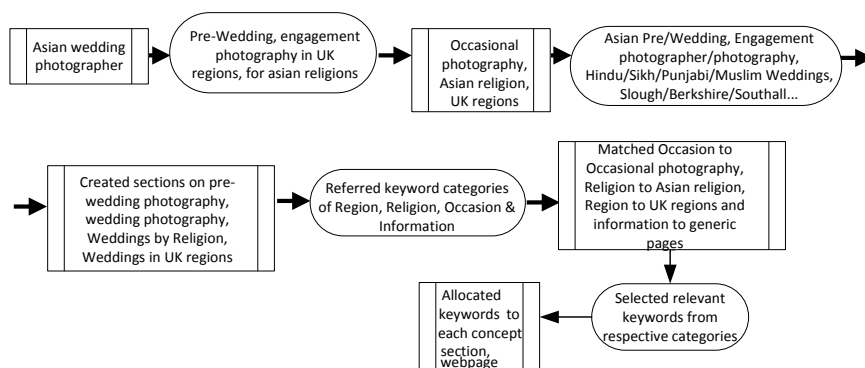 Asian wedding
photographer
Pre-Wedding, engagement
photography in UK
regions, for asian religions
Occasional
photography,
Asian religion,
UK regions
Asian Pre/Wedding, Engagement
photographer/photography,
Hindu/Sikh/Punjabi/Muslim Weddings,
Slough/Berkshire/Southall...
Created sections on pre-
wedding photography,
wedding photography,
Weddings by Religion,
Weddings in UK regions
Referred keyword categories
of Region, Religion, Occasion &
Information
Matched Occasion to
Occasional photography,
Religion to Asian religion,
Region to UK regions and
information to generic
pages
Selected relevant
keywords from
respective categories
Allocated
keywords to
each concept
section,
webpage